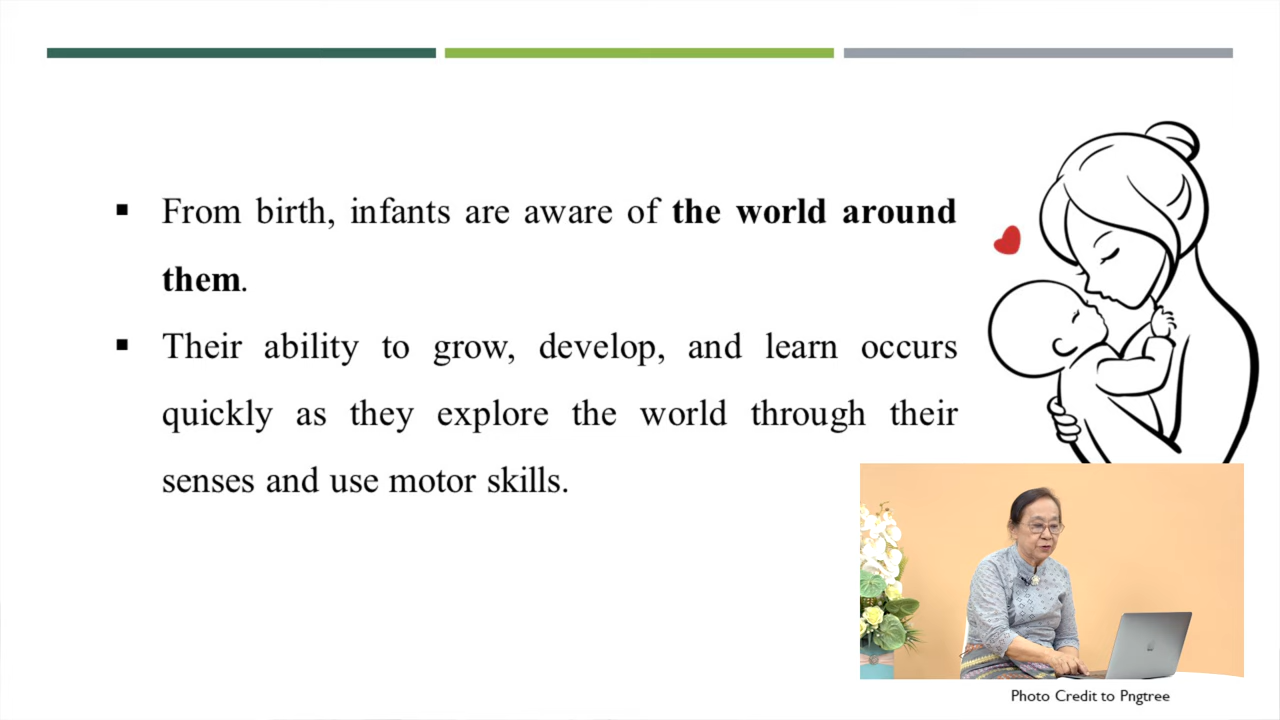 ▪ From birth, infants are aware of the world around
them.
▪ Their ability to grow, develop, and learn occurs
quickly as they explore the world through their
senses and use motor skills.
Photo Credit to Pngtree